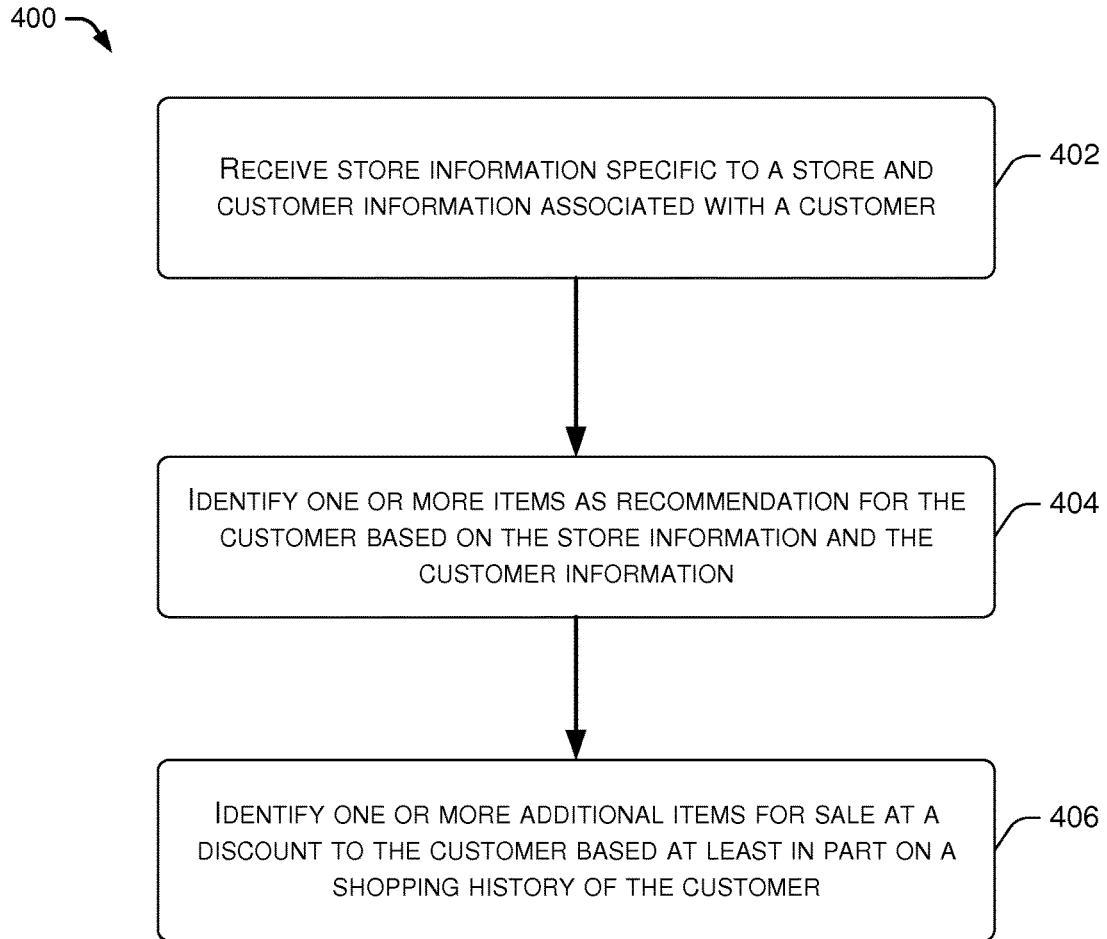 400
RECEIVE STORE INFORMATION SPECIFIC TO A STORE AND
CUSTOMER INFORMATION ASSOCIATED WITH A CUSTOMER
402
IDENTIFY ONE OR MORE ITEMS AS RECOMMENDATION FOR THE
CUSTOMER BASED ON THE STORE INFORMATION AND THE
CUSTOMER INFORMATION
404
IDENTIFY ONE OR MORE ADDITIONAL ITEMS FOR SALE AT A
DISCOUNT TO THE CUSTOMER BASED AT LEAST IN PART ON A
SHOPPING HISTORY OF THE CUSTOMER
406